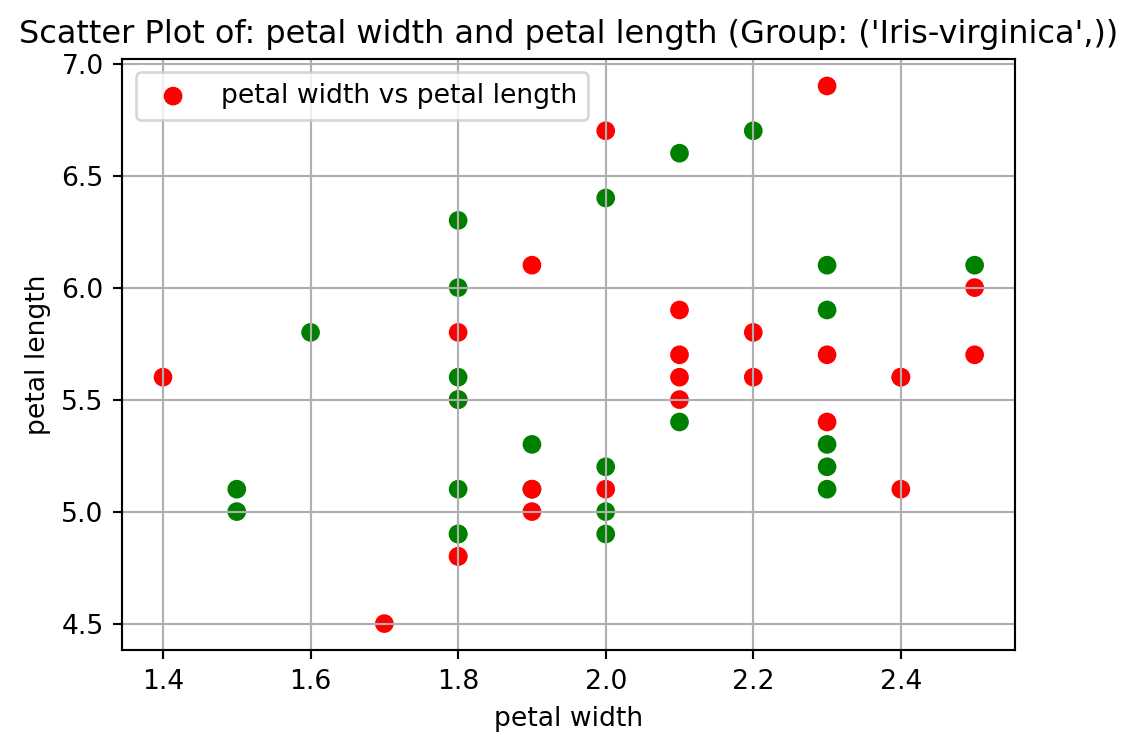 Scatter Plot of: petal width and petal length (Group: ('Iris-virginica',))
petal width vs petal length
petal length
7.0
6.5
6.0
5.5
5.0
4.5
1.4 1.6 1.8 2.0 2.2 2.4
petal width